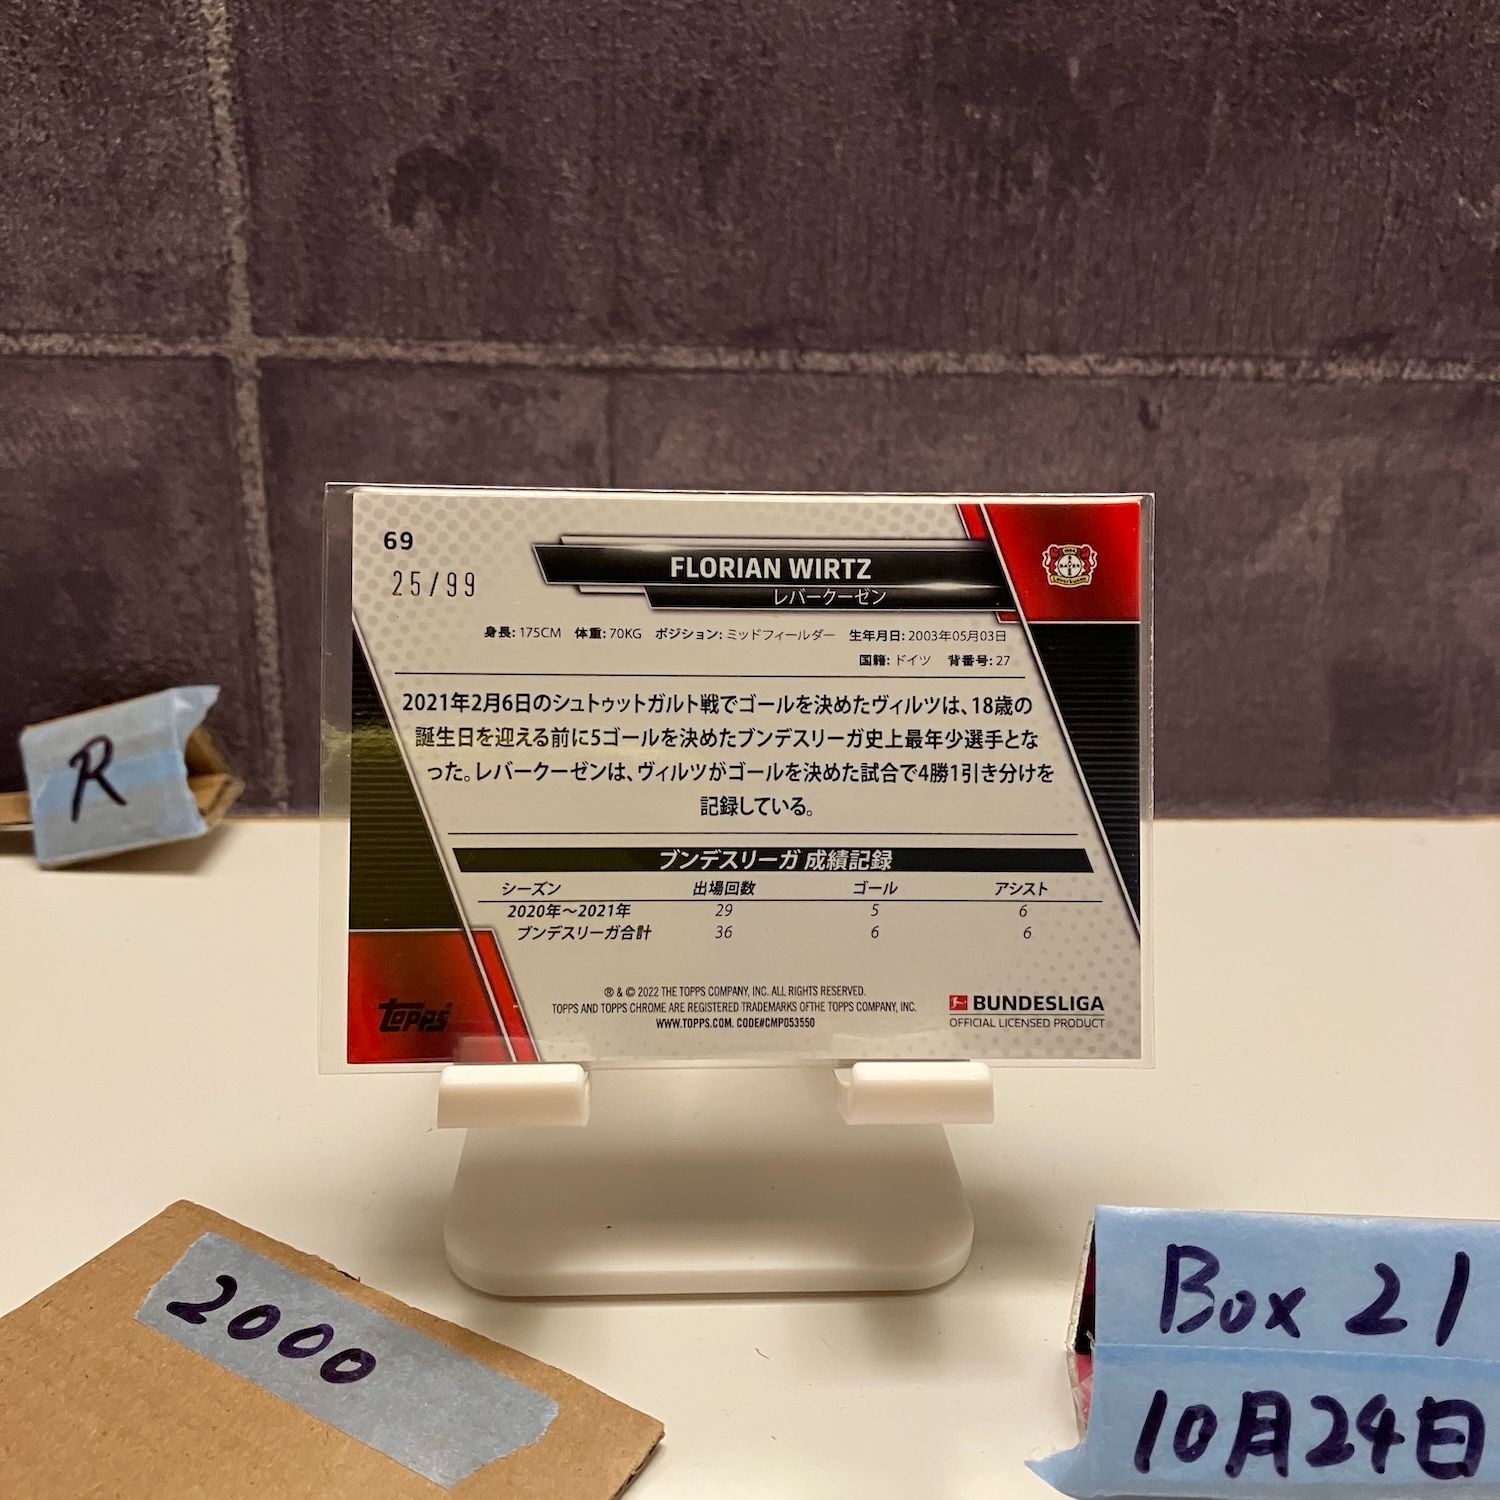 69
25/99
FLORIAN WIRTZ
レバークーゼン
身長: 175CM 体重: 70KG ポジション: ミッドフィールダー 生年月日: 2003年05月03日
国籍: ドイツ 背番号: 27
2021年2月6日のシュトゥットガルト戦でゴールを決めたヴィルツは、18歳の
誕生日を迎える前に5ゴールを決めたブンデスリーガ史上最年少選手とな
った。レバークーゼンは、ヴィルツがゴールを決めた試合で4勝1引き分けを
記録している。
ブンデスリーガ 成績記録
シーズン 出場回数 ゴール アシスト
2020年～2021年 29 5 6
ブンデスリーガ合計 36 6 6
® & © 2022 THE TOPPS COMPANY, INC. ALL RIGHTS RESERVED.
TOPPS AND TOPPS CHROME ARE REGISTERED TRADEMARKS OFTHE TOPPS COMPANY, INC.
WWW.TOPPS.COM. CODE#CMP053550
Topps
BUNDESLIGA
OFFICIAL LICENSED PRODUCT
R
2000
Box 21
10月24日